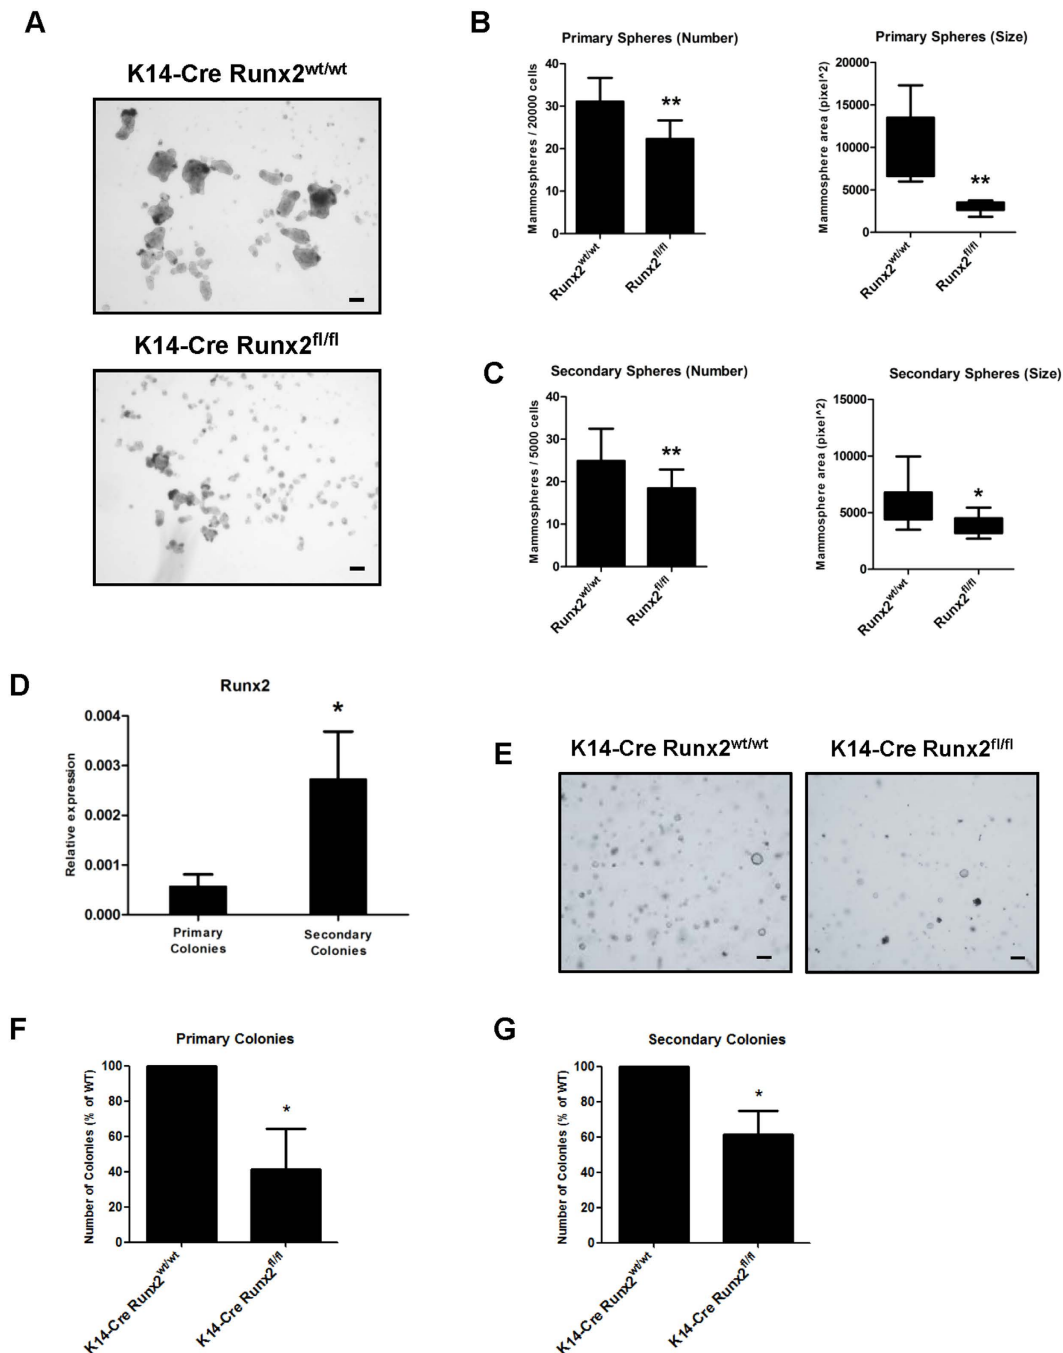 A
K14-Cre Runx2wt/wt
K14-Cre Runx2fl/fl
B
Primary Spheres (Number)
Mammospheres / 20000 cells
40
30
20
10
0
**
Runx2wt/wt
Runx2fl/fl
Primary Spheres (Size)
Mammosphere area (pixel^2)
20000
15000
10000
5000
0
**
Runx2wt/wt
Runx2fl/fl
C
Secondary Spheres (Number)
Mammospheres / 5000 cells
40
30
20
10
0
**
Runx2wt/wt
Runx2fl/fl
Secondary Spheres (Size)
Mammosphere area (pixel^2)
15000
10000
5000
0
*
Runx2wt/wt
Runx2fl/fl
D
Runx2
Relative expression
0.004
0.003
0.002
0.001
0.000
*
Primary
Colonies
Secondary
Colonies
E
K14-Cre Runx2wt/wt
K14-Cre Runx2fl/fl
F
Primary Colonies
Number of Colonies (% of WT)
100
80
60
40
20
0
*
K14-Cre Runx2wt/wt
K14-Cre Runx2fl/fl
G
Secondary Colonies
Number of Colonies (% of WT)
100
80
60
40
20
0
*
K14-Cre Runx2wt/wt
K14-Cre Runx2fl/fl